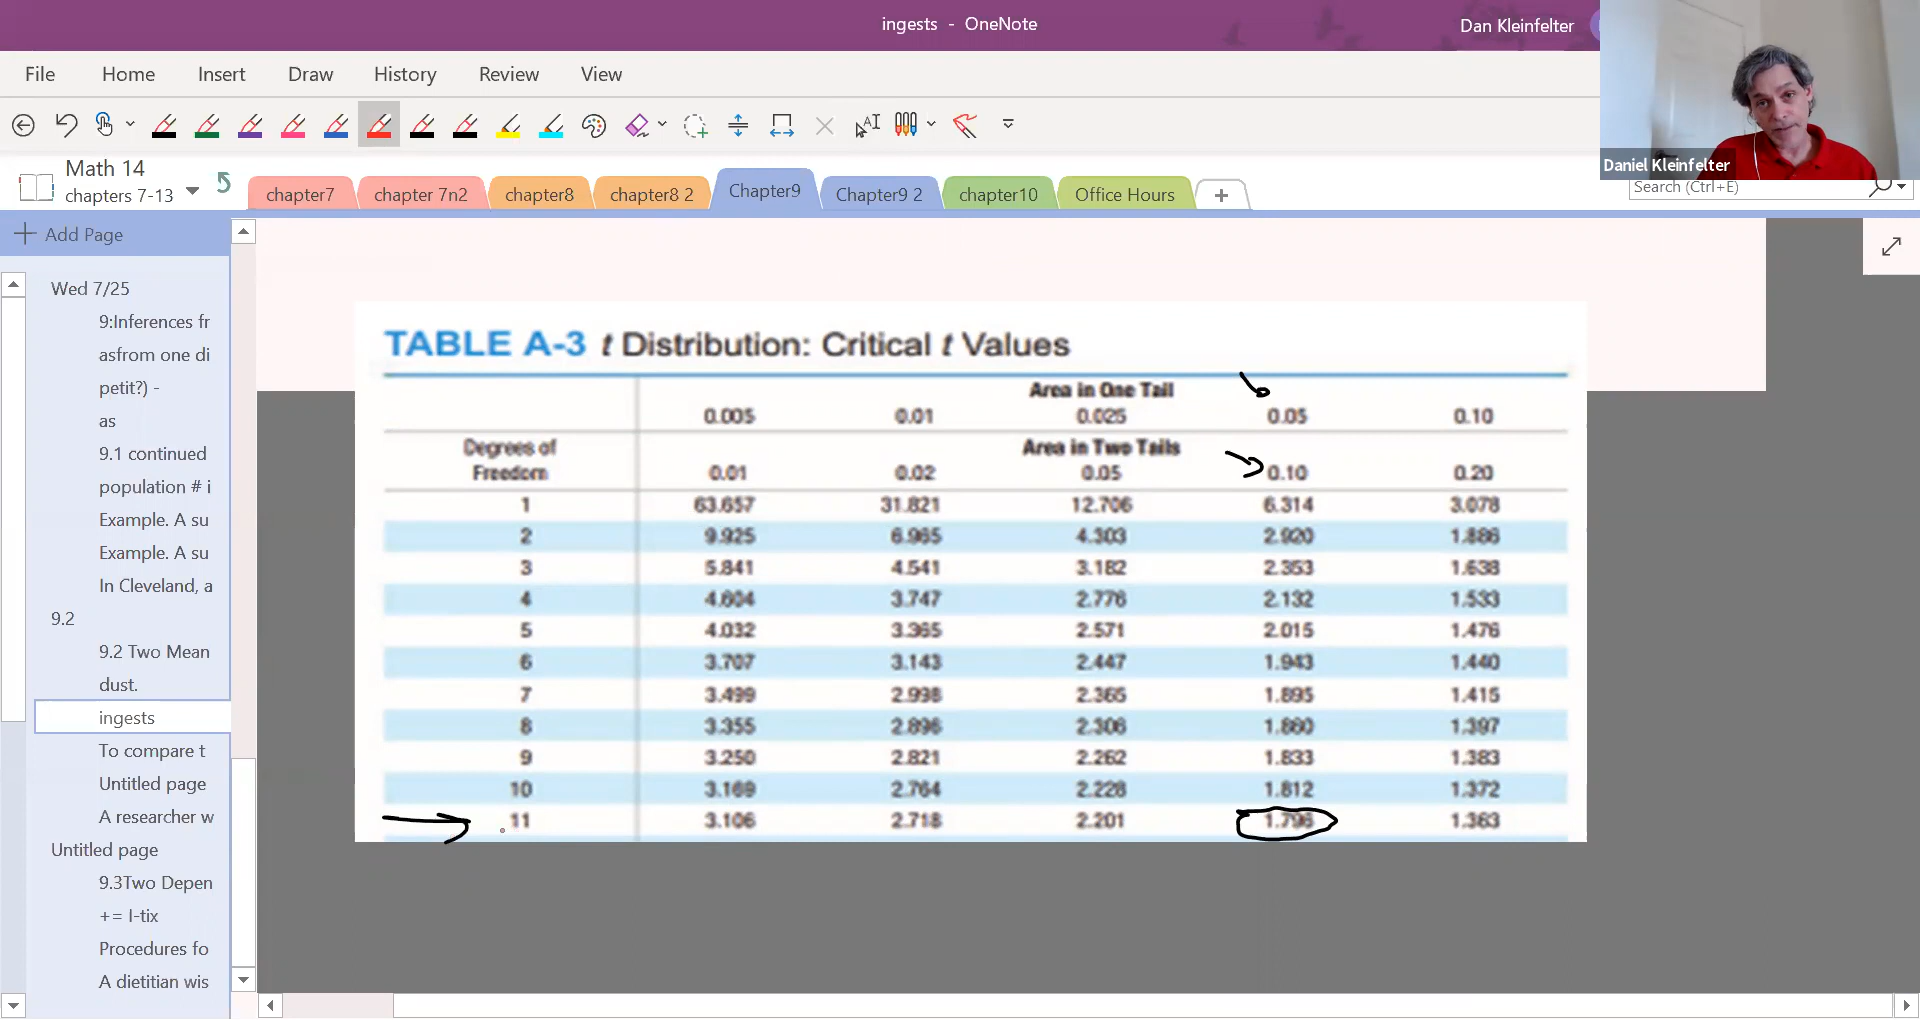 ingests - OneNote
Dan Kleinfelter
File Home Insert Draw History Review View
Daniel Kleinfelter
Math 14
chapters 7-13
chapter7 chapter 7n2 chapter8 chapter8 2 Chapter9 Chapter9 2 chapter10 Office Hours +
Search (Ctrl+E)
Add Page
Wed 7/25
9:Inferences fr
asfrom one di
petit?) -
as
9.1 continued
population # i
Example. A su
Example. A su
In Cleveland, a
9.2
9.2 Two Mean
dust.
ingests
To compare t
Untitled page
A researcher w
Untitled page
9.3Two Depen
+= I-tix
Procedures fo
A dietitian wis
TABLE A-3 t Distribution: Critical t Values
Area in One Tail
0.005 0.01 0.025 0.05 0.10
Degrees of Area in Two Tails
Freedom 0.01 0.02 0.05 0.10 0.20
1 63.657 31.821 12.706 6.314 3.078
2 9.925 6.965 4.303 2.920 1.886
3 5.841 4.541 3.182 2.353 1.638
4 4.604 3.747 2.776 2.132 1.533
5 4.032 3.365 2.571 2.015 1.476
6 3.707 3.143 2.447 1.943 1.440
7 3.499 2.998 2.365 1.895 1.415
8 3.355 2.896 2.306 1.860 1.397
9 3.250 2.821 2.262 1.833 1.383
10 3.169 2.764 2.228 1.812 1.372
11 3.106 2.718 2.201 1.796 1.363